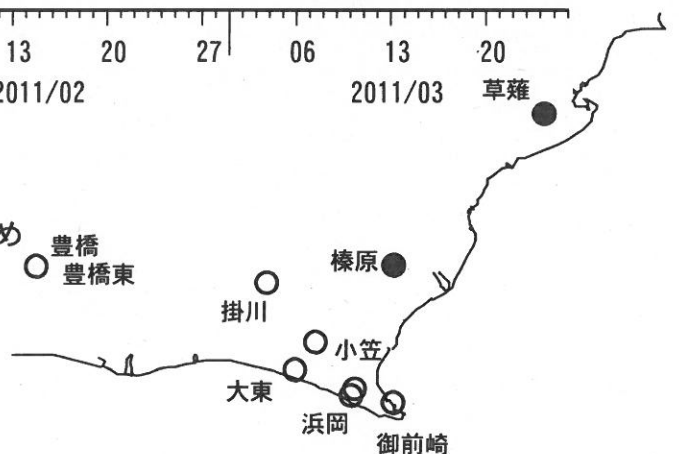 13 20 27 06 13 20
2011/02 2011/03
草薙
め
豊橋
豊橋東
榛原
掛川
小笠
大東
浜岡
御前崎